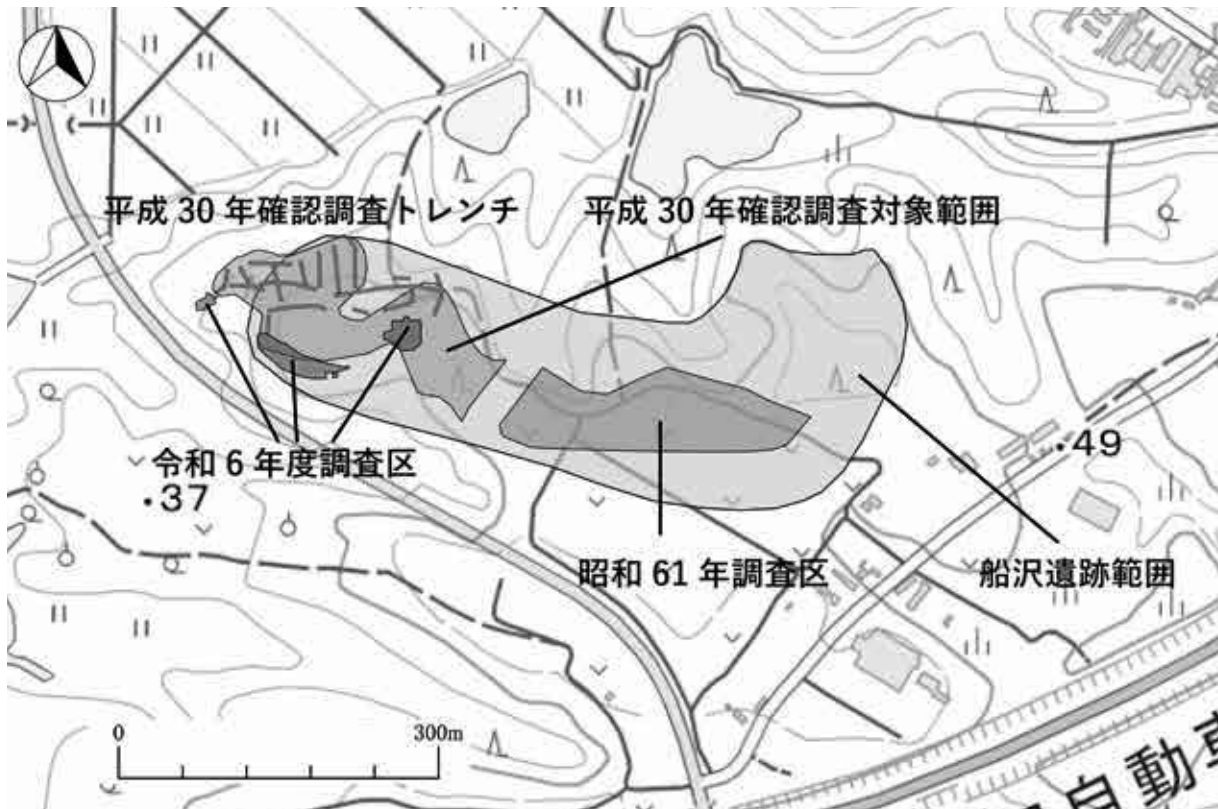 平成 30 年確認調査トレンチ
平成 30 年確認調査対象範囲
令和 6 年度調査区
・37
・49
昭和 61 年調査区
船沢遺跡範囲
0
300m
自動車